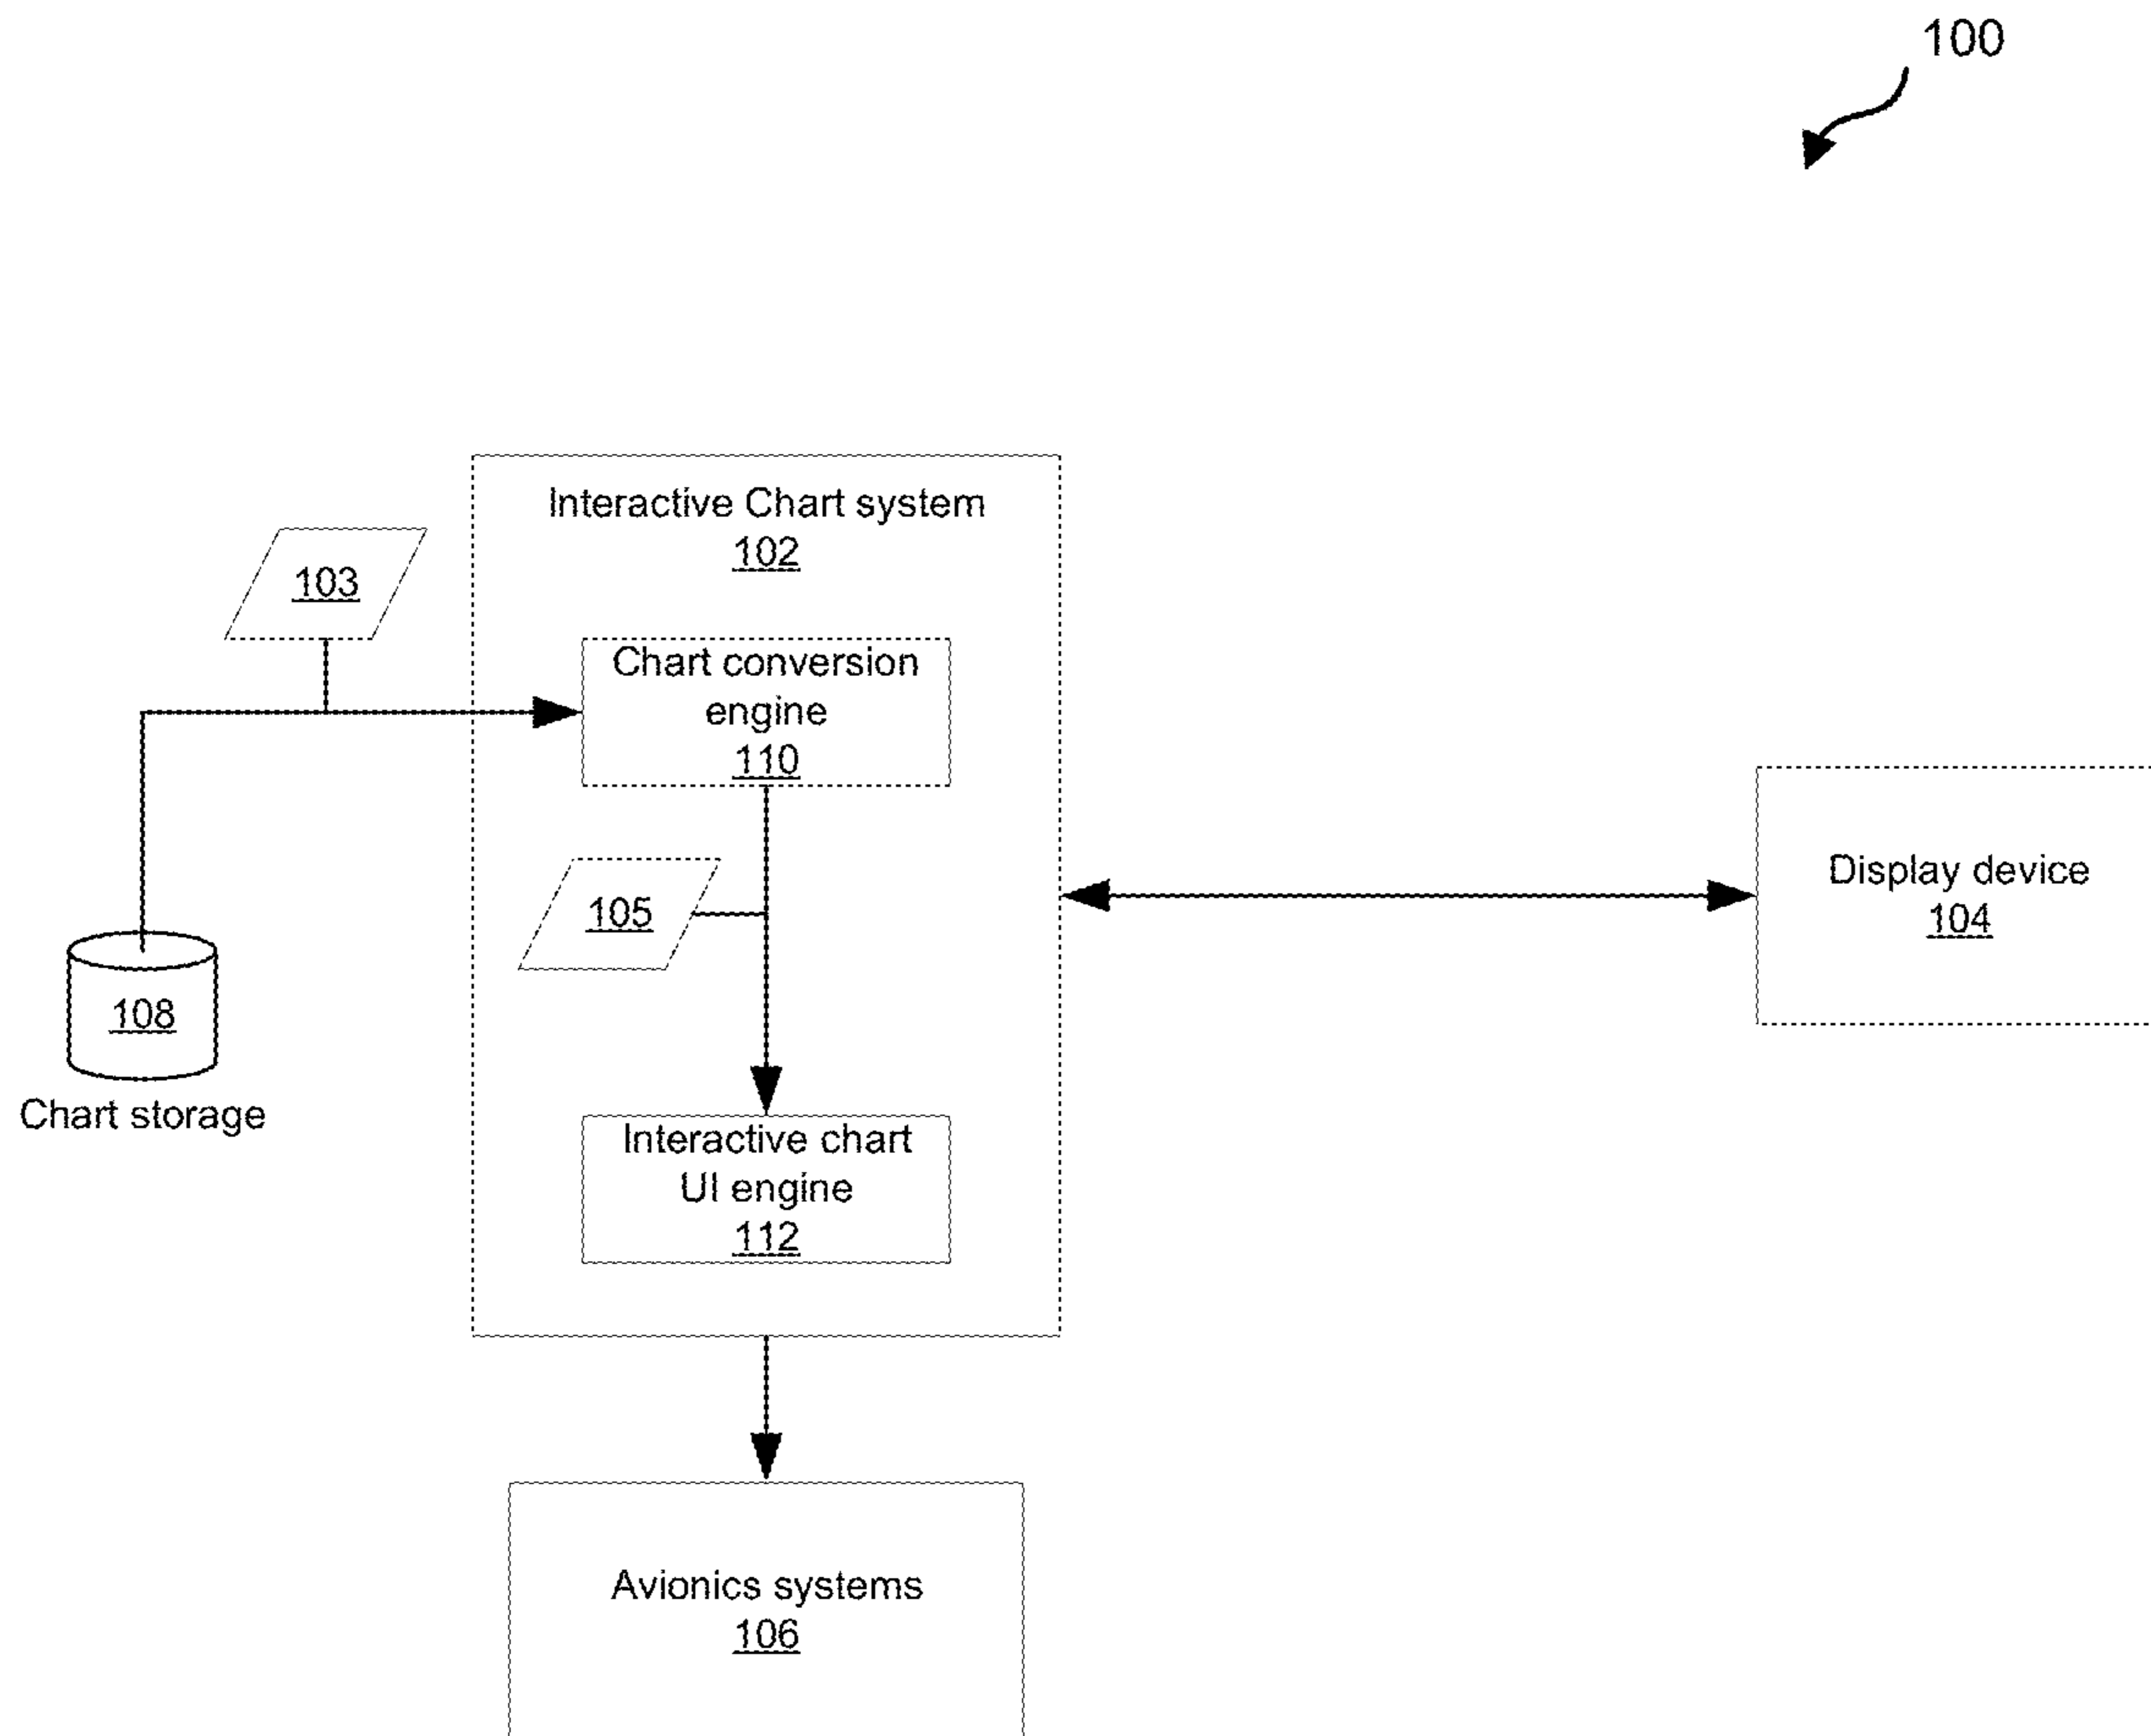 100
Interactive Chart system
102
103
Chart conversion
engine
110
105
Display device
104
108
Chart storage
Interactive chart
UI engine
112
Avionics systems
106